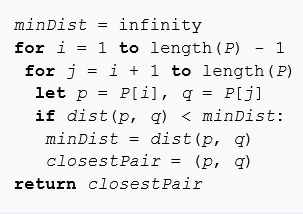 minDist = infinity
for i = 1 to length(P) - 1
for j = i + 1 to length(P)
let p = P[i], q = P[j]
if dist(p, q) < minDist:
minDist = dist(p, q)
closestPair = (p, q)
return closestPair